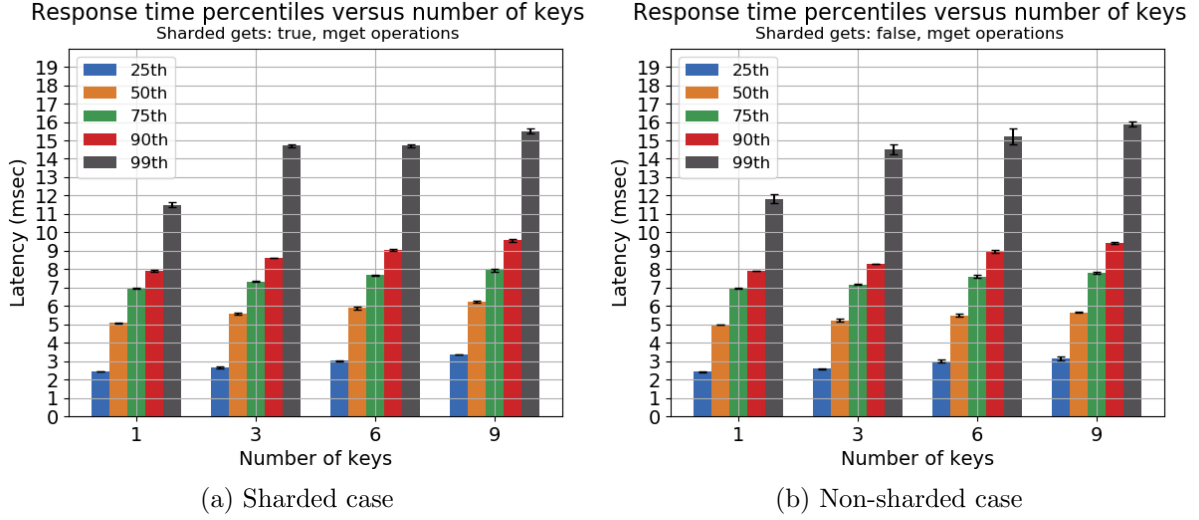 Response time percentiles versus number of keys
Sharded gets: true, mget operations
19
18
17
16
15
14
13
12
11
10
9
8
7
6
5
4
3
2
1
0
Latency (msec)
25th
50th
75th
90th
99th
1 3 6 9
Number of keys
(a) Sharded case
Response time percentiles versus number of keys
Sharded gets: false, mget operations
19
18
17
16
15
14
13
12
11
10
9
8
7
6
5
4
3
2
1
0
Latency (msec)
25th
50th
75th
90th
99th
1 3 6 9
Number of keys
(b) Non-sharded case